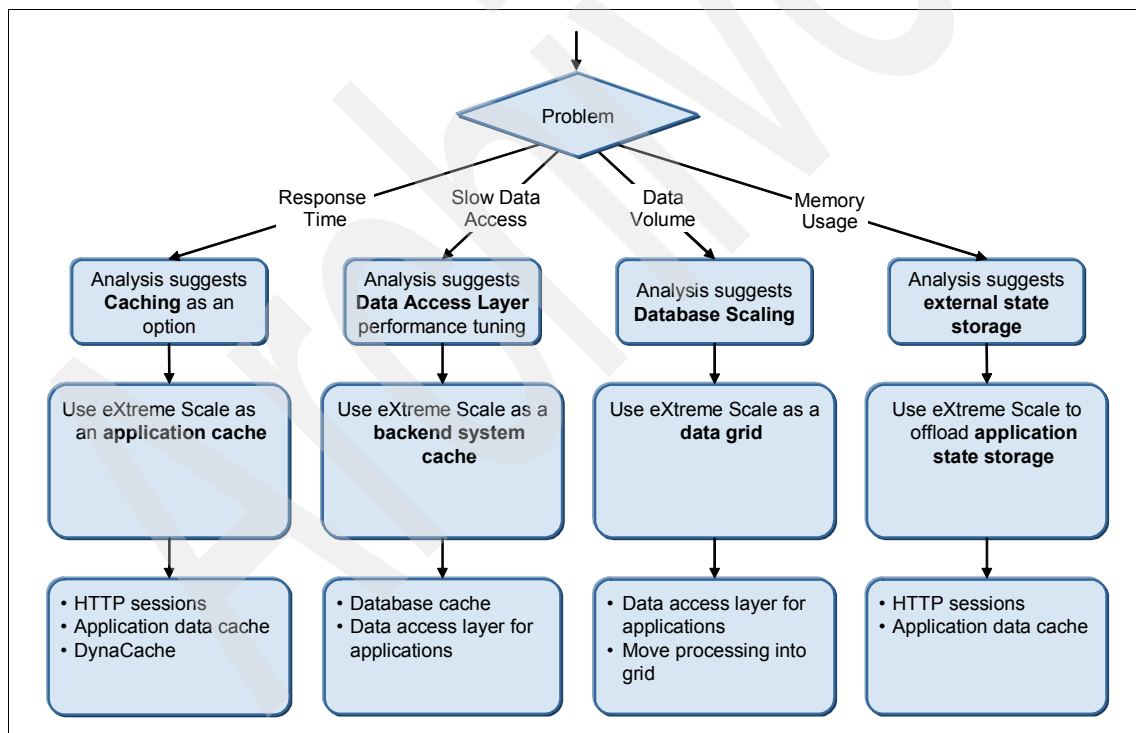 Problem
Response
Time
Slow Data
Access
Data
Volume
Memory
Usage
Analysis suggests
Caching as an
option
Analysis suggests
Data Access Layer
performance tuning
Analysis suggests
Database Scaling
Analysis suggests
external state
storage
Use eXtreme Scale as
an application cache
Use eXtreme Scale as a
backend system
cache
Use eXtreme Scale as a
data grid
Use eXtreme Scale to
offload application
state storage
• HTTP sessions
• Application data cache
• DynaCache
• Database cache
• Data access layer for
applications
• Data access layer for
applications
• Move processing into
grid
• HTTP sessions
• Application data cache